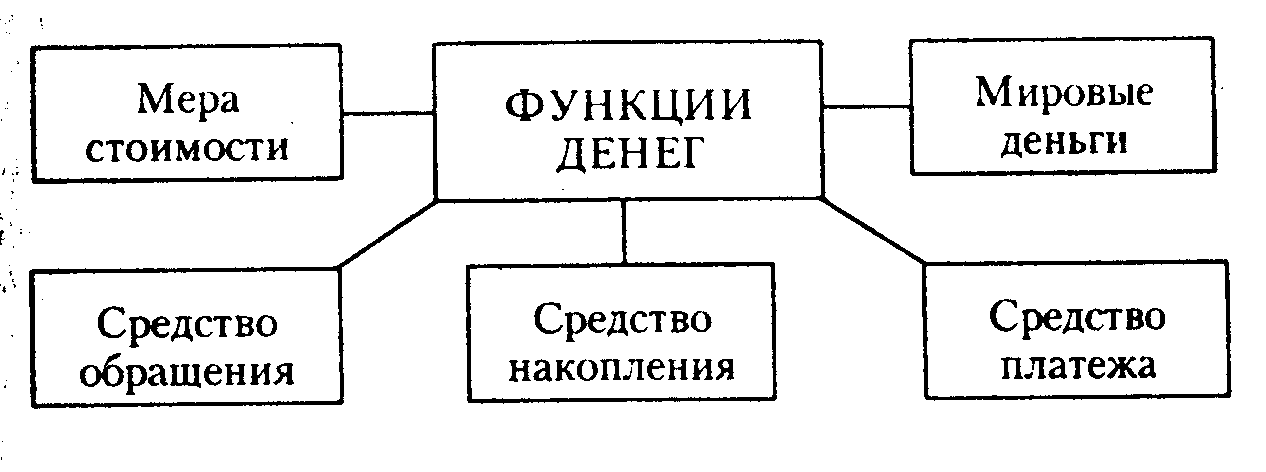 Мера
стоимости
ФУНКЦИИ
ДЕНЕГ
Мировые
деньги
Средство
обращения
Средство
накопления
Средство
платежа